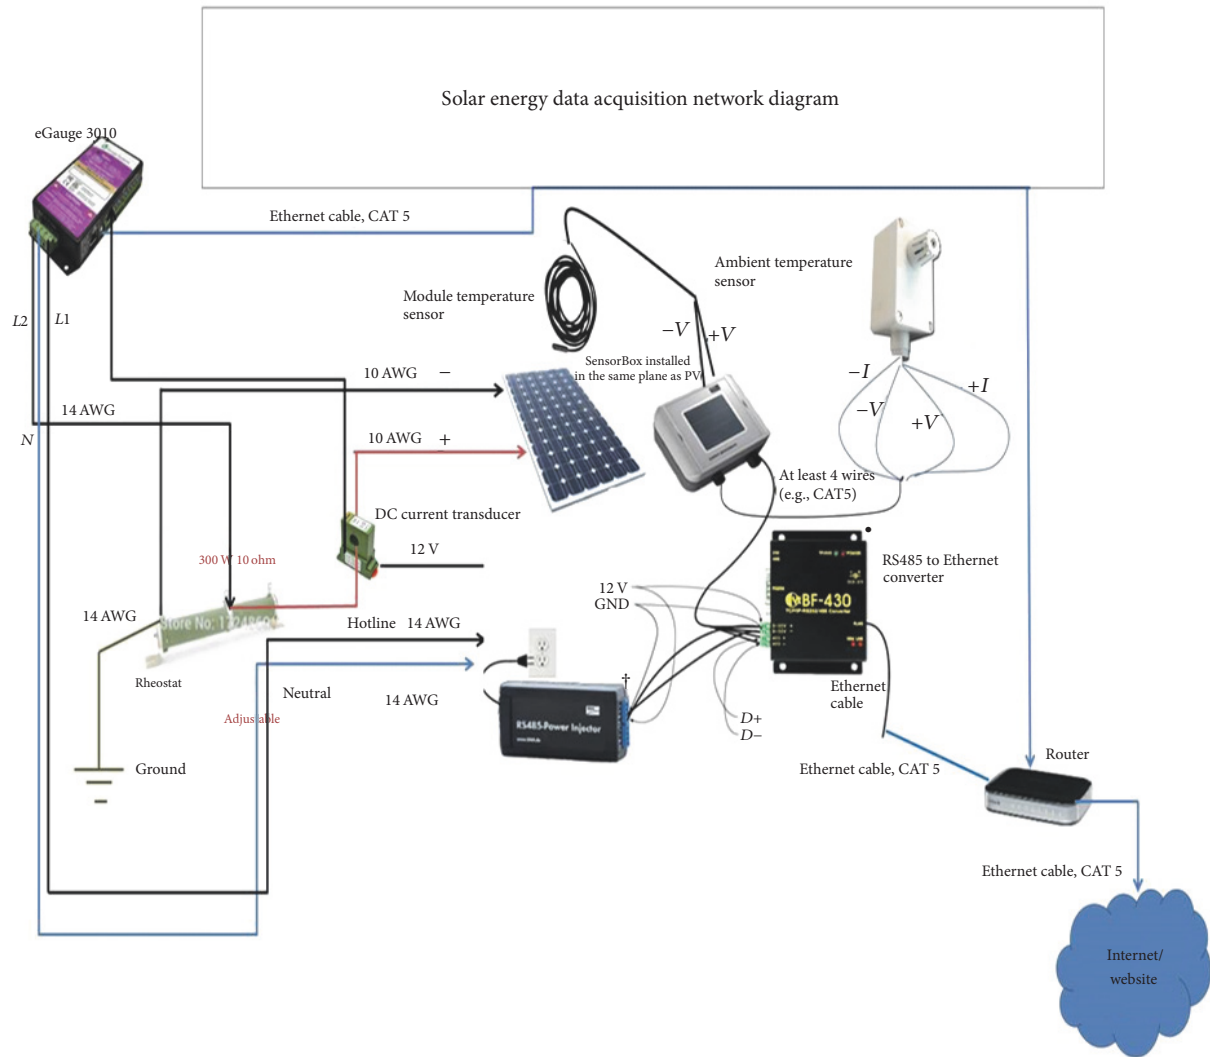 Solar energy data acquisition network diagram
eGauge 3010
Ethernet cable, CAT 5
Ambient temperature
sensor
Module temperature
sensor
L2
L1
−V
+V
SensorBox installed
in the same plane as PV
−I
+I
−V
+V
10 AWG −
14 AWG
N
10 AWG +
At least 4 wires
(e.g., CAT5)
DC current transducer
12 V
300 W 10 ohm
RS485 to Ethernet
converter
BF-430
12 V
GND
14 AWG
Store No:
Hotline 14 AWG
Rheostat
Neutral
14 AWG
Adjustable
†
RS485-Power Injector
Ethernet
cable
D+
D−
Ground
Ethernet cable, CAT 5
Router
Ethernet cable, CAT 5
Internet/
website